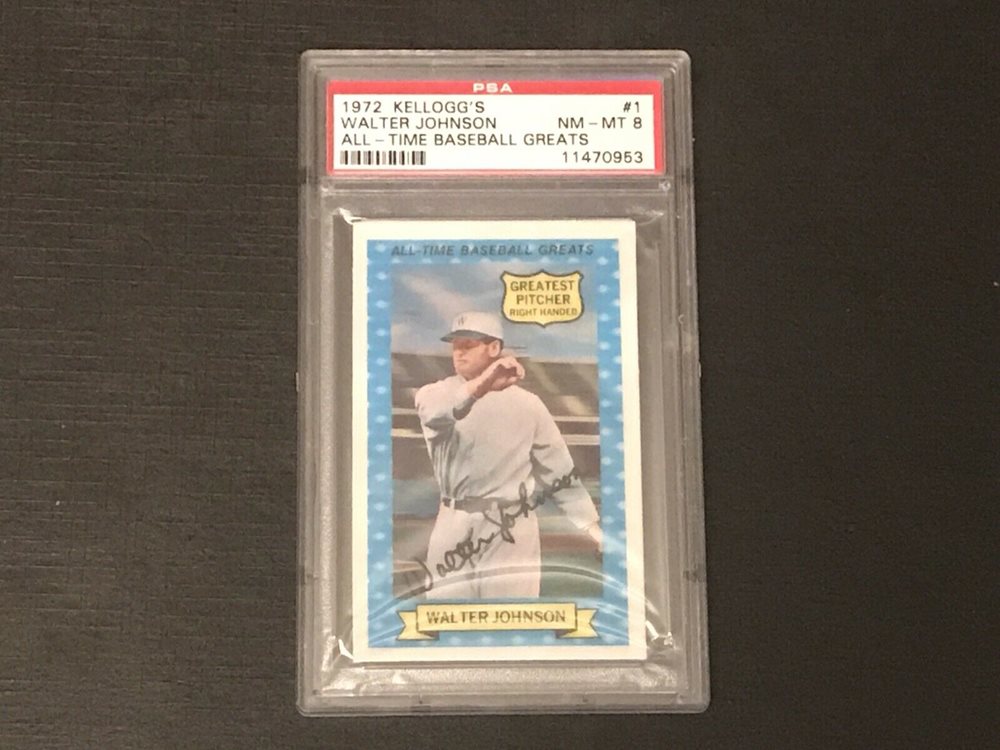 PSA
1972 KELLOGG'S #1
WALTER JOHNSON NM - MT 8
ALL - TIME BASEBALL GREATS
11470953
ALL-TIME BASEBALL GREATS
GREATEST
PITCHER
RIGHT HANDED
W
Walter Johnson
WALTER JOHNSON